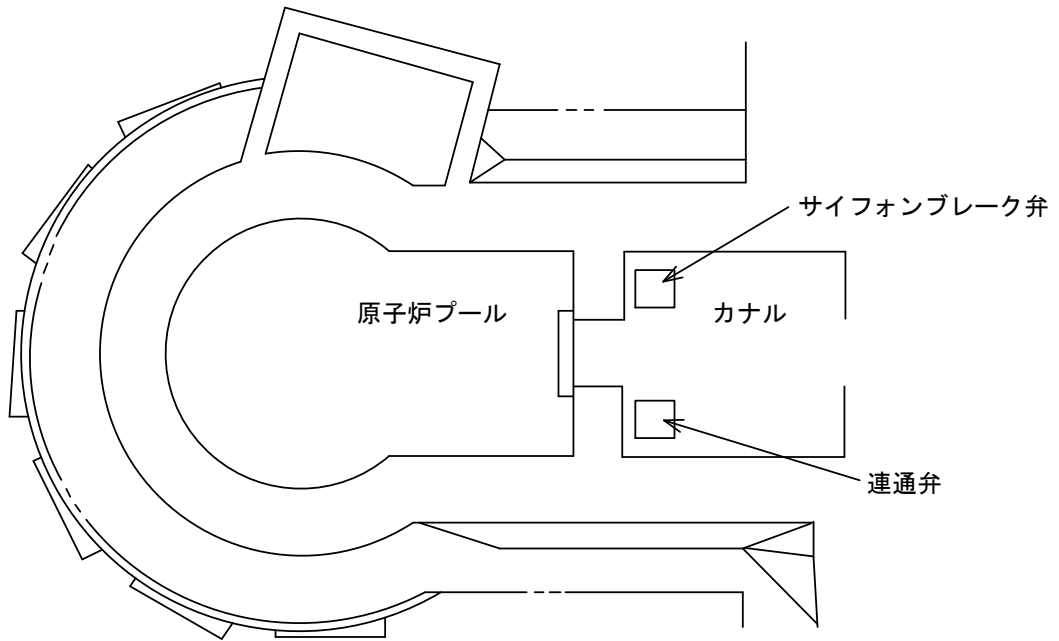 サイフォンブレーク弁
原子炉プール
カナル
連通弁